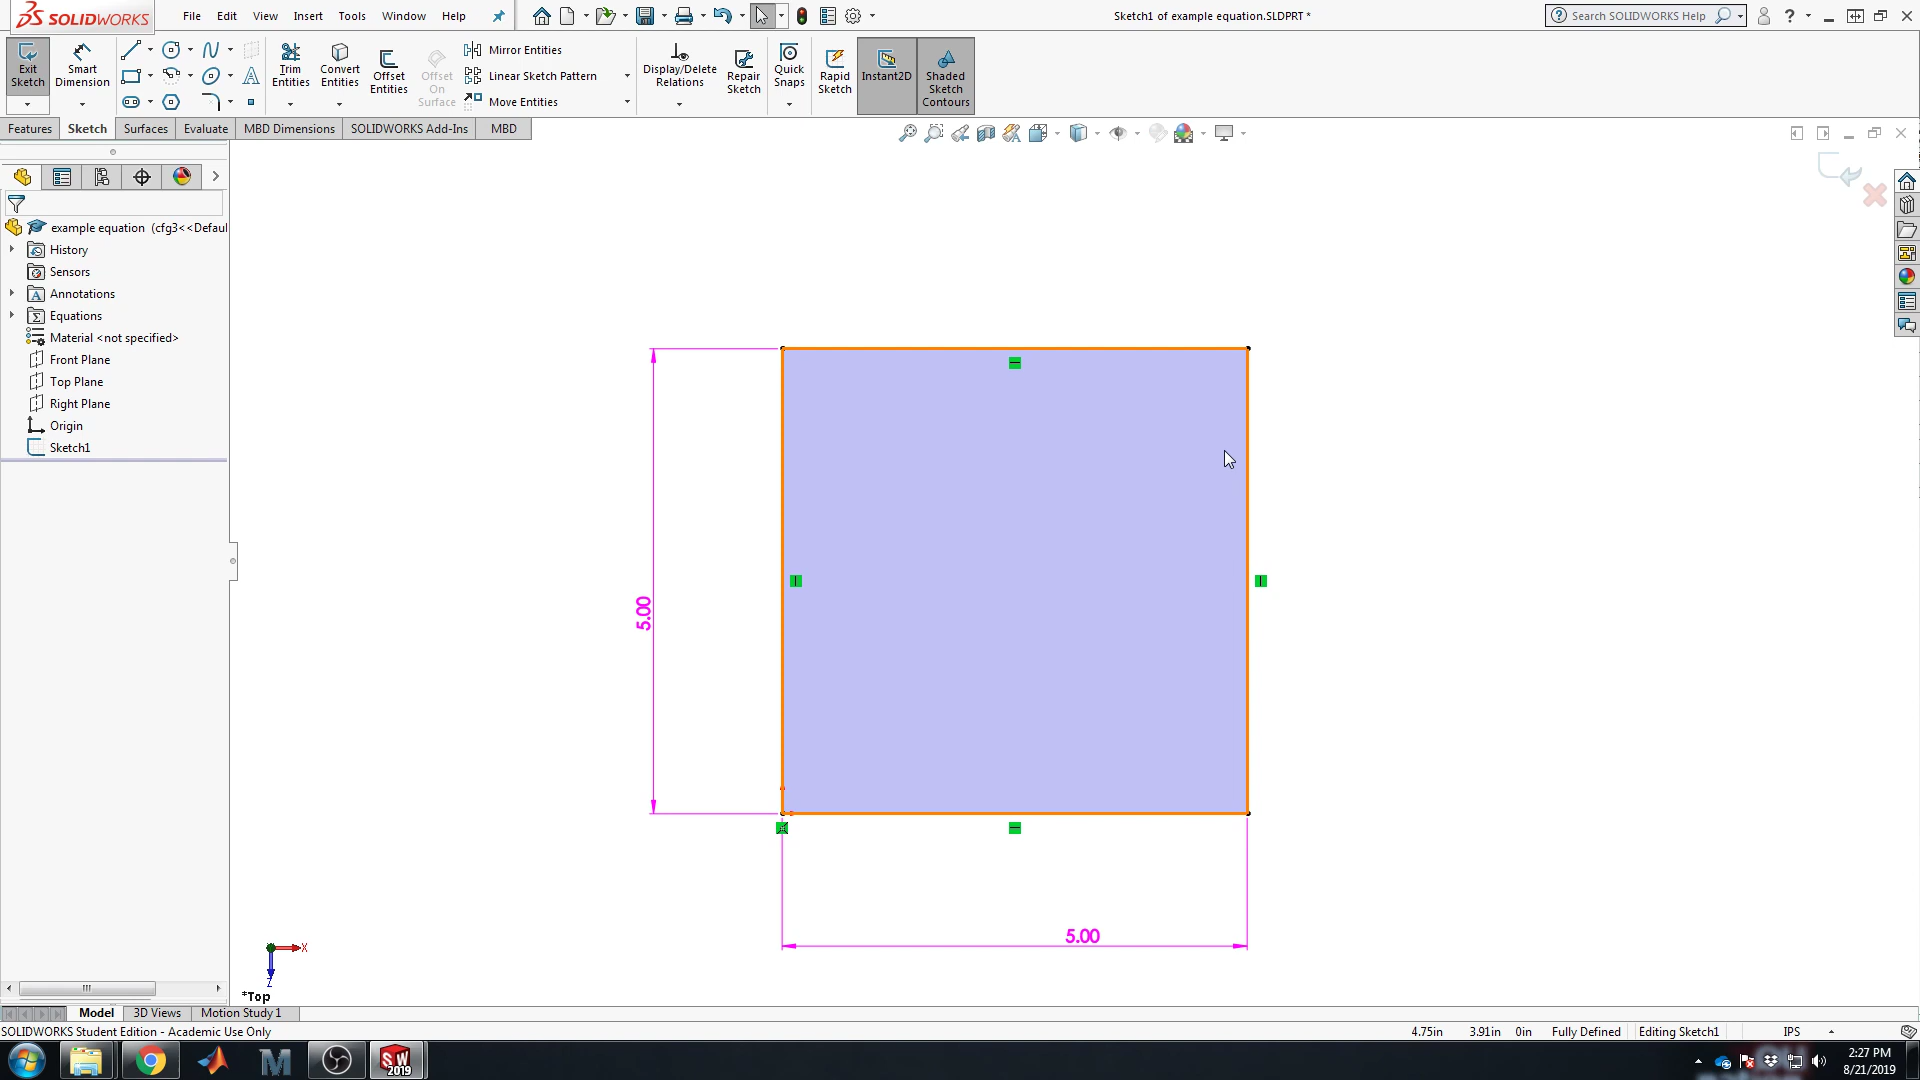 SOLIDWORKS File Edit View Insert Tools Window Help Sketch1 of example equation.SLDPRT * Search SOLIDWORKS Help ?
Exit Sketch
Smart Dimension
Trim Entities
Convert Entities
Offset Entities
Offset On Surface
Mirror Entities
Linear Sketch Pattern
Move Entities
Display/Delete Relations
Repair Sketch
Quick Snaps
Rapid Sketch
Instant2D
Shaded Sketch Contours
Features Sketch Surfaces Evaluate MBD Dimensions SOLIDWORKS Add-Ins MBD
example equation (cfg3<<Defaul
History
Sensors
Annotations
Equations
Material <not specified>
Front Plane
Top Plane
Right Plane
Origin
Sketch1
5.00
5.00
X
Z
*Top
Model 3D Views Motion Study 1
SOLIDWORKS Student Edition - Academic Use Only 4.75in 3.91in 0in Fully Defined Editing Sketch1 IPS
SW 2019
2:27 PM
8/21/2019